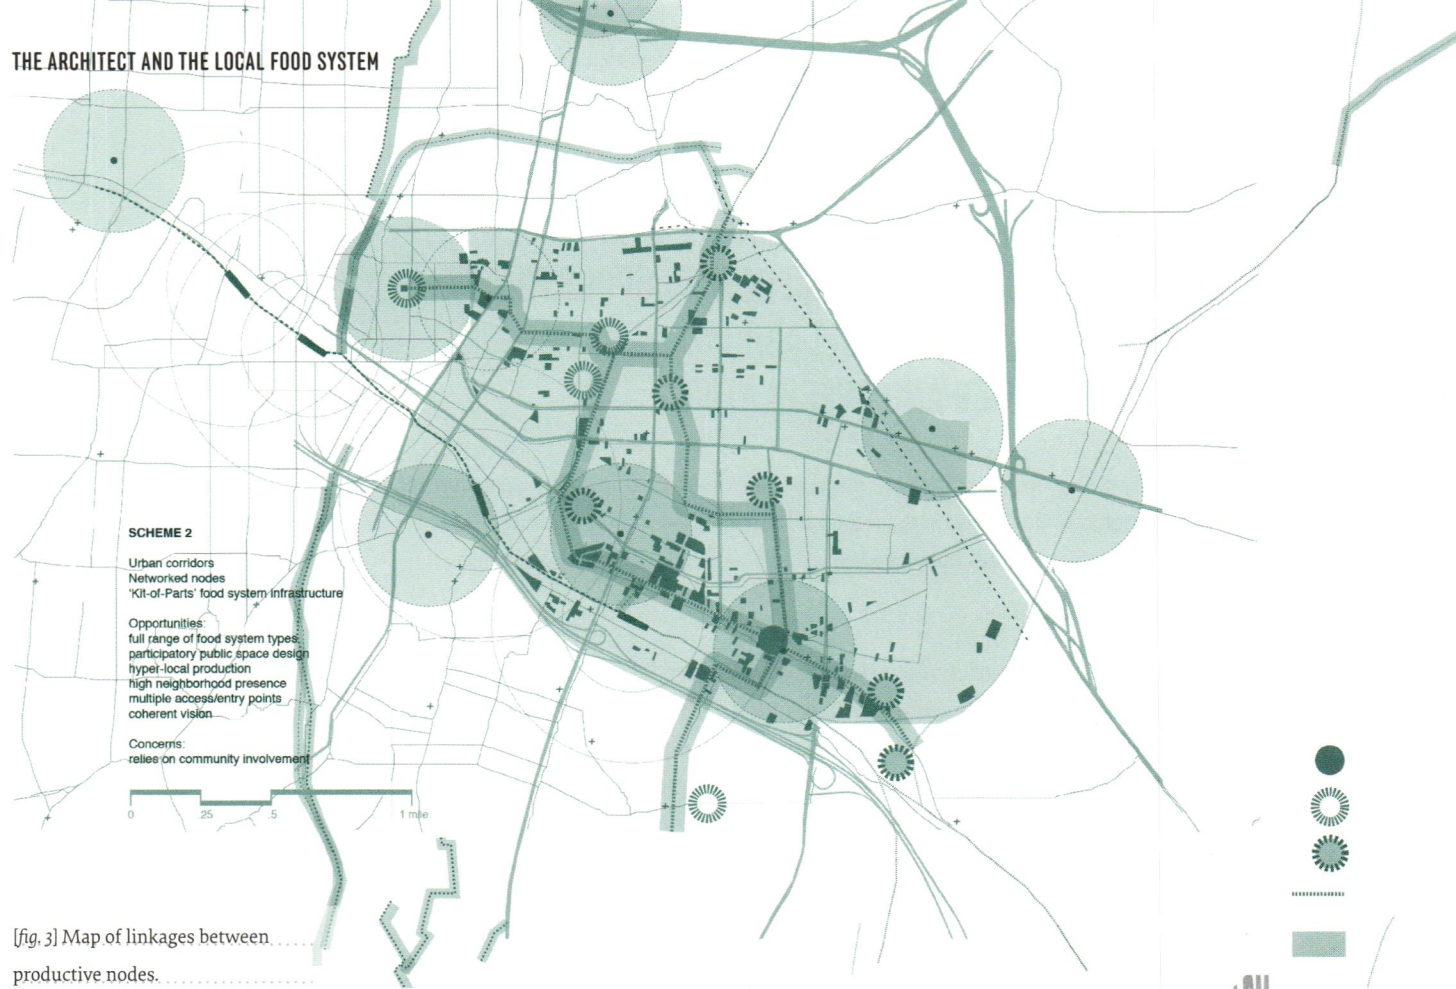 THE ARCHITECT AND THE LOCAL FOOD SYSTEM
SCHEME 2
Urban corridors
Networked nodes
'Kit-of-Parts' food system infrastructure
Opportunities:
full range of food system types
participatory public space design
hyper-local production
high neighborhood presence
multiple access/entry points
coherent vision
Concerns:
relies on community involvement
0 .25 .5 1 mile
[fig. 3] Map of linkages between
productive nodes.